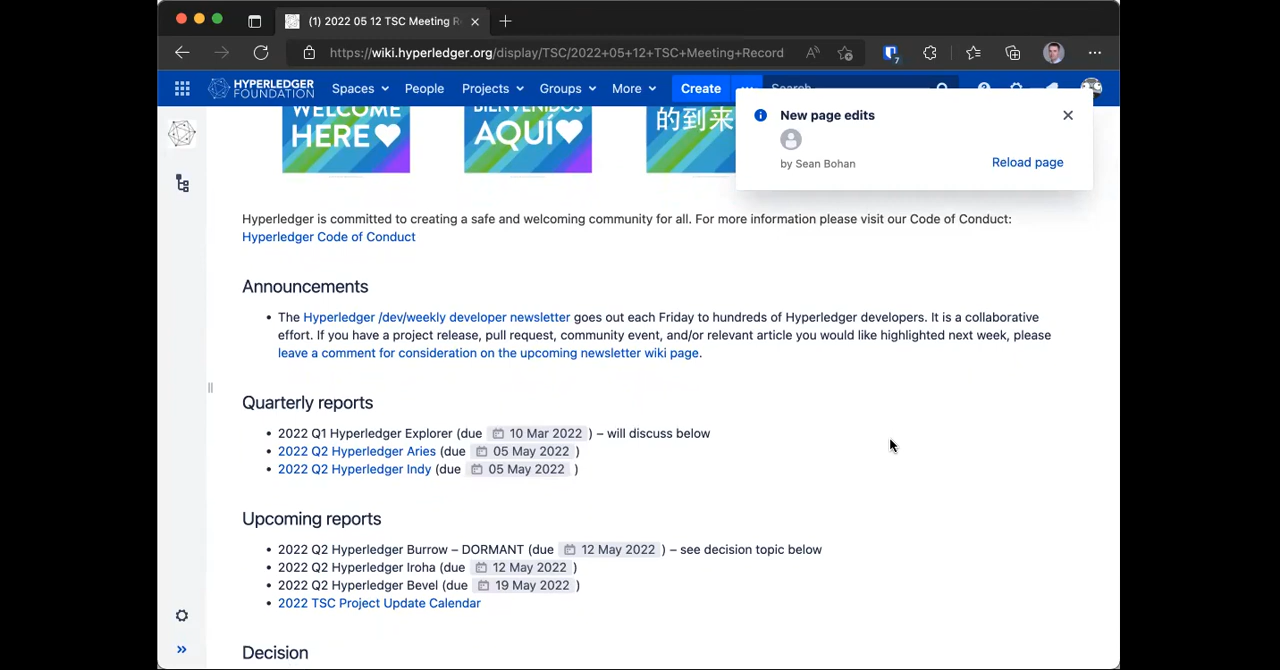 (1) 2022 05 12 TSC Meeting R
https://wiki.hyperledger.org/display/TSC/2022+05+12+TSC+Meeting+Record
7
HYPERLEDGER
FOUNDATION
Spaces
People
Projects
Groups
More
Create
Search
WELCOME
HERE
BIENVENIDOS
AQUÍ
的到来
New page edits
by Sean Bohan
Reload page
Hyperledger is committed to creating a safe and welcoming community for all. For more information please visit our Code of Conduct:
Hyperledger Code of Conduct
Announcements
• The Hyperledger /dev/weekly developer newsletter goes out each Friday to hundreds of Hyperledger developers. It is a collaborative
effort. If you have a project release, pull request, community event, and/or relevant article you would like highlighted next week, please
leave a comment for consideration on the upcoming newsletter wiki page.
Quarterly reports
• 2022 Q1 Hyperledger Explorer (due 10 Mar 2022 ) – will discuss below
• 2022 Q2 Hyperledger Aries (due 05 May 2022 )
• 2022 Q2 Hyperledger Indy (due 05 May 2022 )
Upcoming reports
• 2022 Q2 Hyperledger Burrow – DORMANT (due 12 May 2022 ) – see decision topic below
• 2022 Q2 Hyperledger Iroha (due 12 May 2022 )
• 2022 Q2 Hyperledger Bevel (due 19 May 2022 )
• 2022 TSC Project Update Calendar
Decision